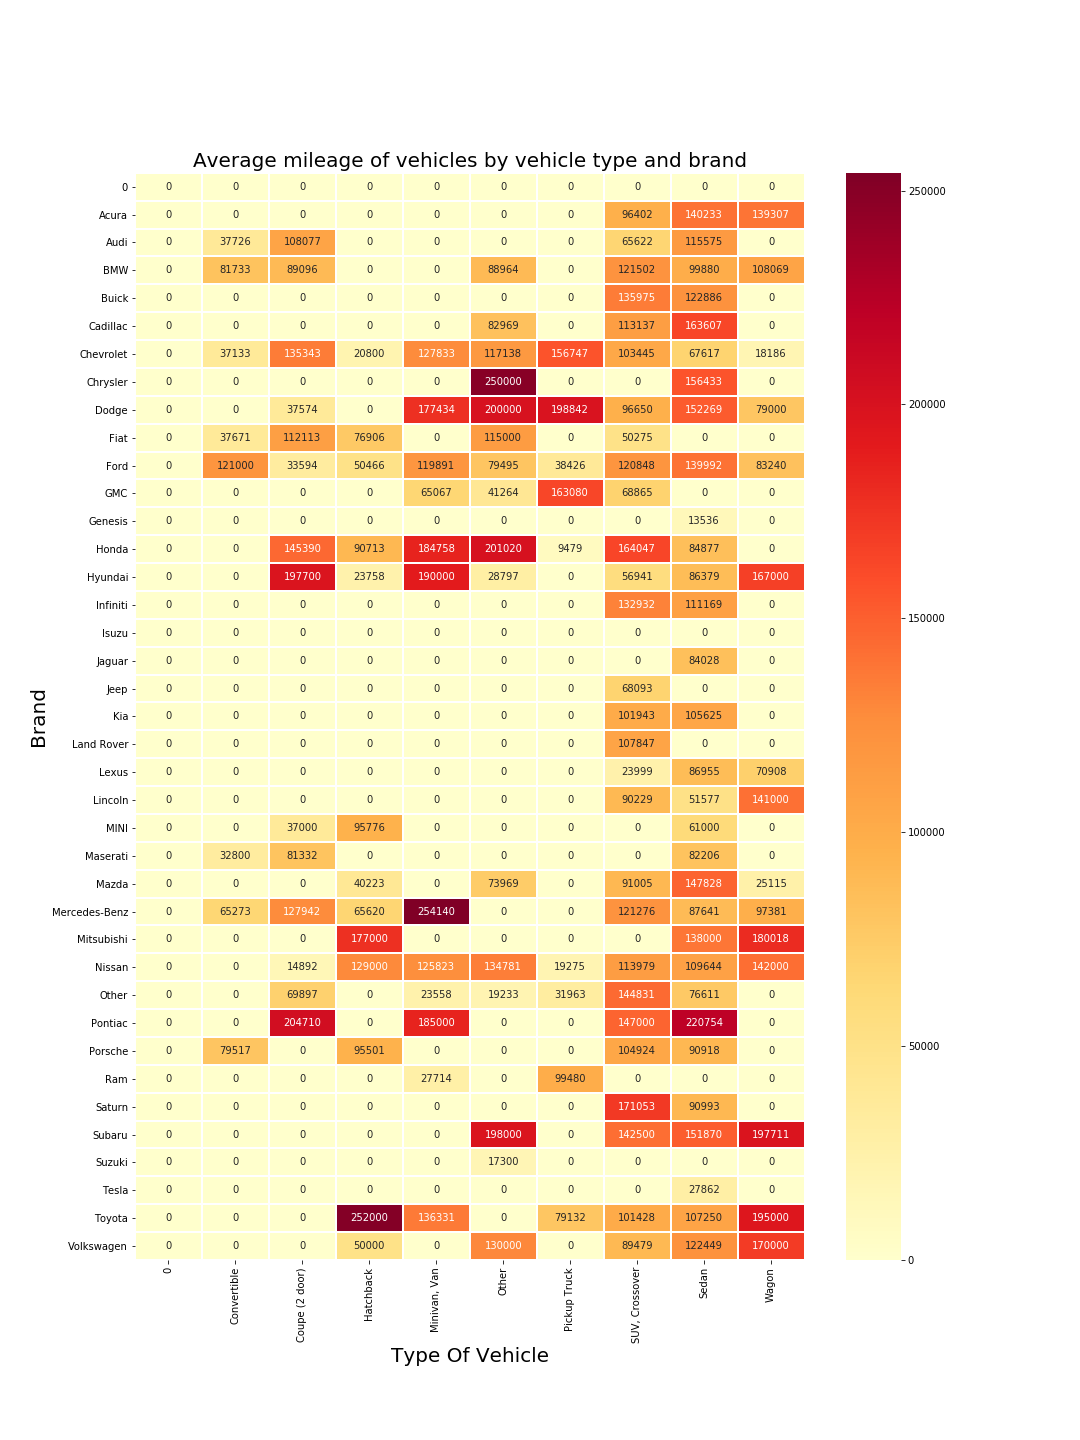 Average mileage of vehicles by vehicle type and brand
0 0 0 0 0 0 0 0 0 0 0
Acura 0 0 0 0 0 0 0 96402 140233 139307
Audi 0 37726 108077 0 0 0 0 65622 115575 0
BMW 0 81733 89096 0 0 88964 0 121502 99880 108069
Buick 0 0 0 0 0 0 0 135975 122886 0
Cadillac 0 0 0 0 0 82969 0 113137 163607 0
Chevrolet 0 37133 135343 20800 127833 117138 156747 103445 67617 18186
Chrysler 0 0 0 0 0 250000 0 0 156433 0
Dodge 0 0 37574 0 177434 200000 198842 96650 152269 79000
Fiat 0 37671 112113 76906 0 115000 0 50275 0 0
Ford 0 121000 33594 50466 119891 79495 38426 120848 139992 83240
GMC 0 0 0 0 65067 41264 163080 68865 0 0
Genesis 0 0 0 0 0 0 0 0 13536 0
Honda 0 0 145390 90713 184758 201020 9479 164047 84877 0
Hyundai 0 0 197700 23758 190000 28797 0 56941 86379 167000
Infiniti 0 0 0 0 0 0 0 132932 111169 0
Isuzu 0 0 0 0 0 0 0 0 0 0
Jaguar 0 0 0 0 0 0 0 0 84028 0
Jeep 0 0 0 0 0 0 0 68093 0 0
Kia 0 0 0 0 0 0 0 101943 105625 0
Land Rover 0 0 0 0 0 0 0 107847 0 0
Lexus 0 0 0 0 0 0 0 23999 86955 70908
Lincoln 0 0 0 0 0 0 0 90229 51577 141000
MINI 0 0 37000 95776 0 0 0 0 61000 0
Maserati 0 32800 81332 0 0 0 0 0 82206 0
Mazda 0 0 0 40223 0 73969 0 91005 147828 25115
Mercedes-Benz 0 65273 127942 65620 254140 0 0 121276 87641 97381
Mitsubishi 0 0 0 177000 0 0 0 0 138000 180018
Nissan 0 0 14892 129000 125823 134781 19275 113979 109644 142000
Other 0 0 69897 0 23558 19233 31963 144831 76611 0
Pontiac 0 0 204710 0 185000 0 0 147000 220754 0
Porsche 0 79517 0 95501 0 0 0 104924 90918 0
Ram 0 0 0 0 27714 0 99480 0 0 0
Saturn 0 0 0 0 0 0 0 171053 90993 0
Subaru 0 0 0 0 0 198000 0 142500 151870 197711
Suzuki 0 0 0 0 0 17300 0 0 0 0
Tesla 0 0 0 0 0 0 0 0 27862 0
Toyota 0 0 0 252000 136331 0 79132 101428 107250 195000
Volkswagen 0 0 0 50000 0 130000 0 89479 122449 170000
0
Convertible
Coupe (2 door)
Hatchback
Minivan, Van
Other
Pickup Truck
SUV, Crossover
Sedan
Wagon
Type Of Vehicle
Brand
250000
200000
150000
100000
50000
0